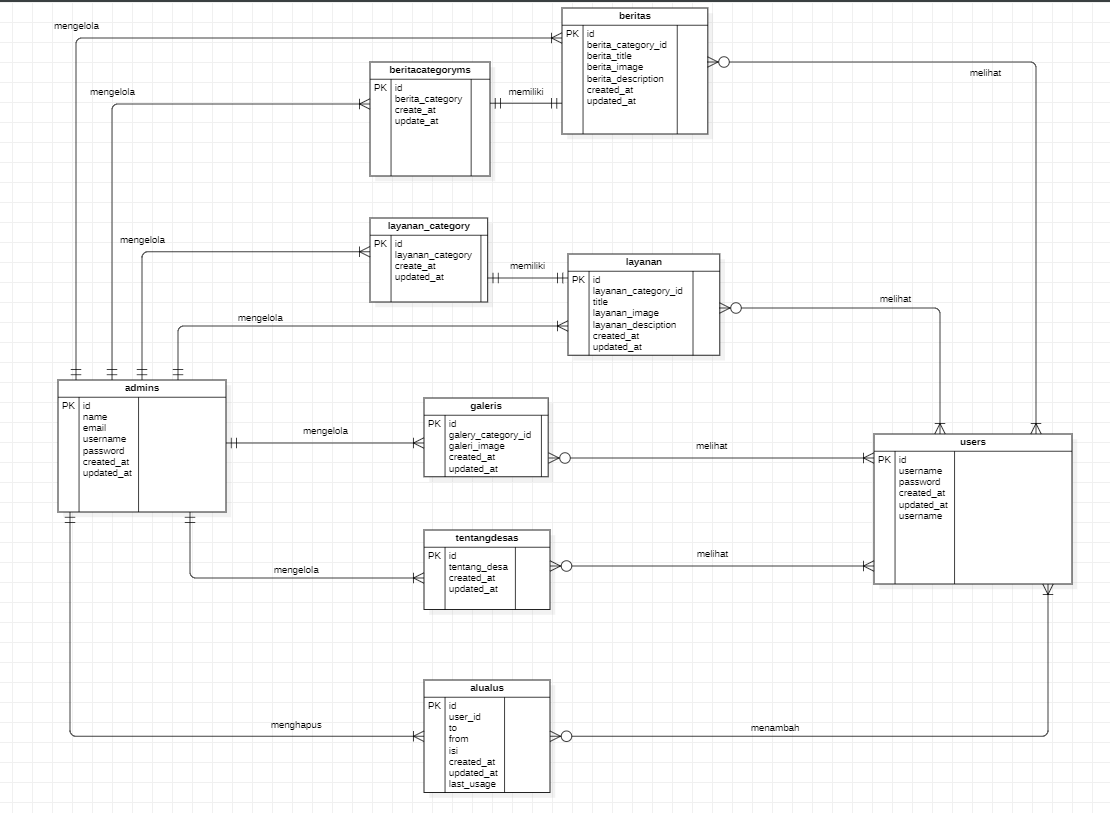 mengelola
beritas
PK
id
berita_category_id
berita_title
berita_image
berita_description
created_at
updated_at
melihat
mengelola
beritacategoryms
PK
id
berita_category
create_at
update_at
memiliki
mengelola
layanan_category
PK
id
layanan_category
create_at
updated_at
memiliki
layanan
PK
id
layanan_category_id
title
layanan_image
layanan_desciption
created_at
updated_at
melihat
mengelola
admins
PK
id
name
email
username
password
created_at
updated_at
mengelola
galeris
PK
id
galery_category_id
galeri_image
created_at
updated_at
melihat
users
PK
id
username
password
created_at
updated_at
username
mengelola
tentangdesas
PK
id
tentang_desa
created_at
updated_at
melihat
menghapus
alualus
PK
id
user_id
to
from
isi
created_at
updated_at
last_usage
menambah